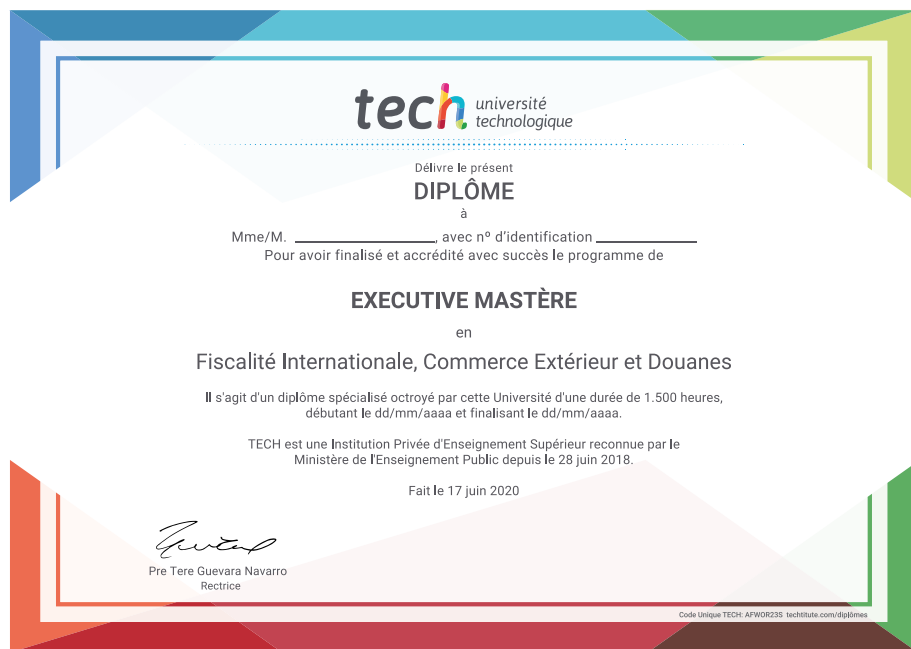 tech université
technologique
Délivre le présent
DIPLÔME
à
Mme/M. ________________, avec nº d'identification ____________
Pour avoir finalisé et accrédité avec succès le programme de
EXECUTIVE MASTÈRE
en
Fiscalité Internationale, Commerce Extérieur et Douanes
Il s'agit d'un diplôme spécialisé octroyé par cette Université d'une durée de 1.500 heures,
débutant le dd/mm/aaaa et finalisant le dd/mm/aaaa.
TECH est une Institution Privée d'Enseignement Supérieur reconnue par le
Ministère de l'Enseignement Public depuis le 28 juin 2018.
Fait le 17 juin 2020
Pre Tere Guevara Navarro
Rectrice
Code Unique TECH: AFWOR23S techtitute.com/diplômes